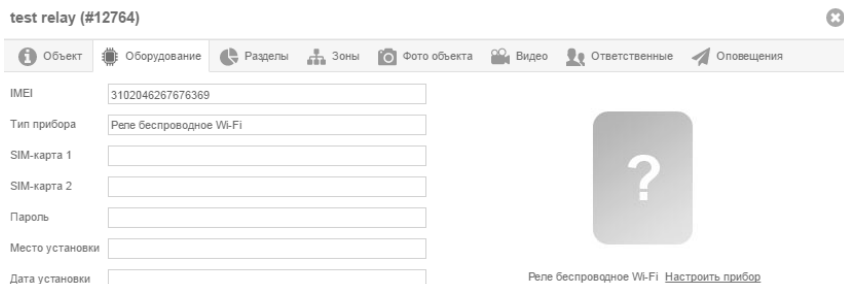 test relay (#12764)
Объект Оборудование Разделы Зоны Фото объекта Видео Ответственные Оповещения
IMEI 3102046267676369
Тип прибора Реле беспроводное Wi-Fi
SIM-карта 1
SIM-карта 2
Пароль
Место установки
Дата установки
?
Реле беспроводное Wi-Fi Настроить прибор